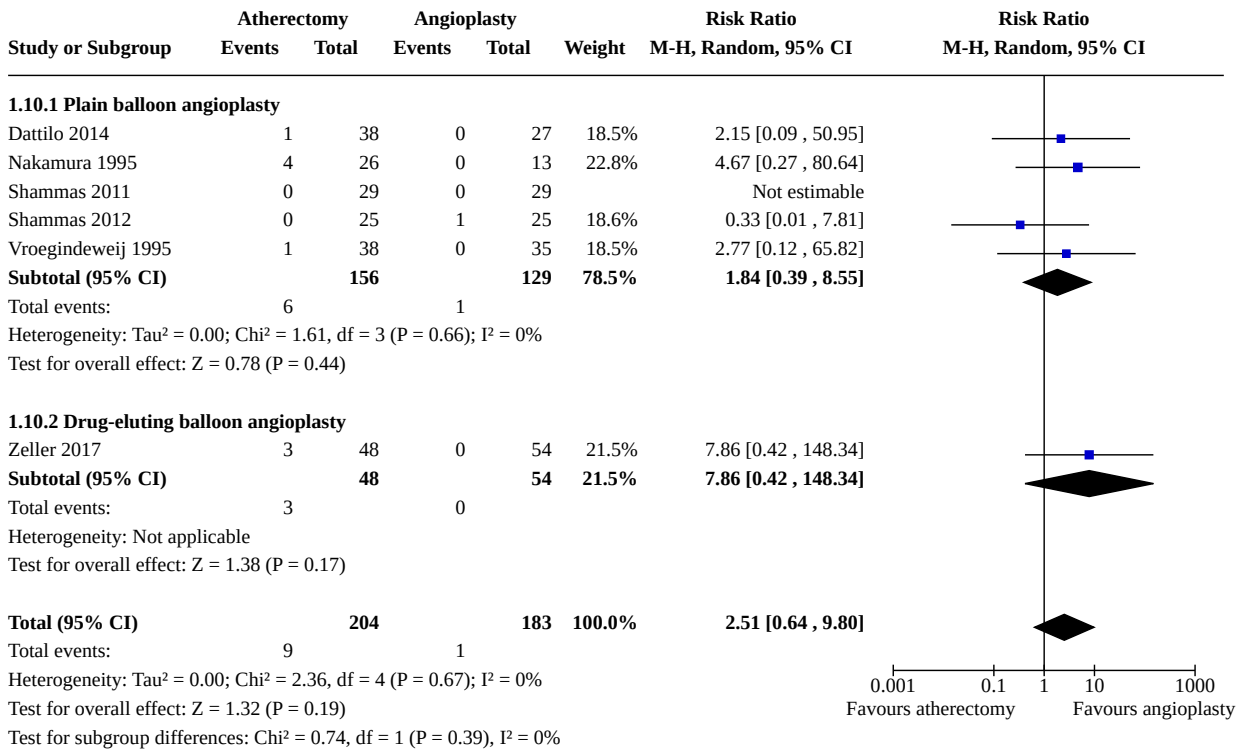 Atherectomy Angioplasty Risk Ratio Risk Ratio
Study or Subgroup Events Total Events Total Weight M-H, Random, 95% CI M-H, Random, 95% CI
1.10.1 Plain balloon angioplasty
Dattilo 2014 1 38 0 27 18.5% 2.15 [0.09 , 50.95]
Nakamura 1995 4 26 0 13 22.8% 4.67 [0.27 , 80.64]
Shammas 2011 0 29 0 29 Not estimable
Shammas 2012 0 25 1 25 18.6% 0.33 [0.01 , 7.81]
Vroegindeweij 1995 1 38 0 35 18.5% 2.77 [0.12 , 65.82]
Subtotal (95% CI) 156 129 78.5% 1.84 [0.39 , 8.55]
Total events: 6 1
Heterogeneity: Tau² = 0.00; Chi² = 1.61, df = 3 (P = 0.66); I² = 0%
Test for overall effect: Z = 0.78 (P = 0.44)
1.10.2 Drug-eluting balloon angioplasty
Zeller 2017 3 48 0 54 21.5% 7.86 [0.42 , 148.34]
Subtotal (95% CI) 48 54 21.5% 7.86 [0.42 , 148.34]
Total events: 3 0
Heterogeneity: Not applicable
Test for overall effect: Z = 1.38 (P = 0.17)
Total (95% CI) 204 183 100.0% 2.51 [0.64 , 9.80]
Total events: 9 1
Heterogeneity: Tau² = 0.00; Chi² = 2.36, df = 4 (P = 0.67); I² = 0%
0.001 0.1 1 10 1000
Test for overall effect: Z = 1.32 (P = 0.19)
Favours atherectomy Favours angioplasty
Test for subgroup differences: Chi² = 0.74, df = 1 (P = 0.39), I² = 0%